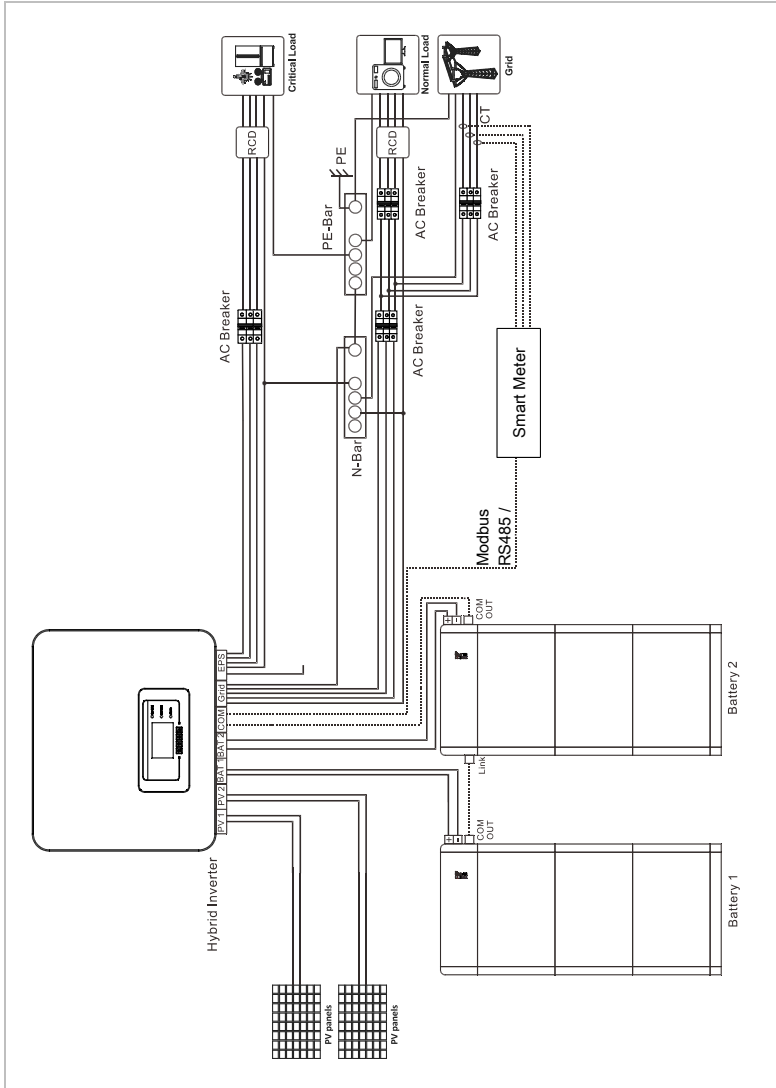 Critical Load
Normal Load
Grid
RCD
RCD
CT
PE
PE-Bar
AC Breaker
AC Breaker
AC Breaker
AC Breaker
N-Bar
Smart Meter
Modbus
RS485 /
Hybrid Inverter
PV 1
PV 2
BAT 1
BAT 2
COM
Grid
EPS
COM
OUT
Battery 2
Link
COM
OUT
Battery 1
PV panels
PV panels